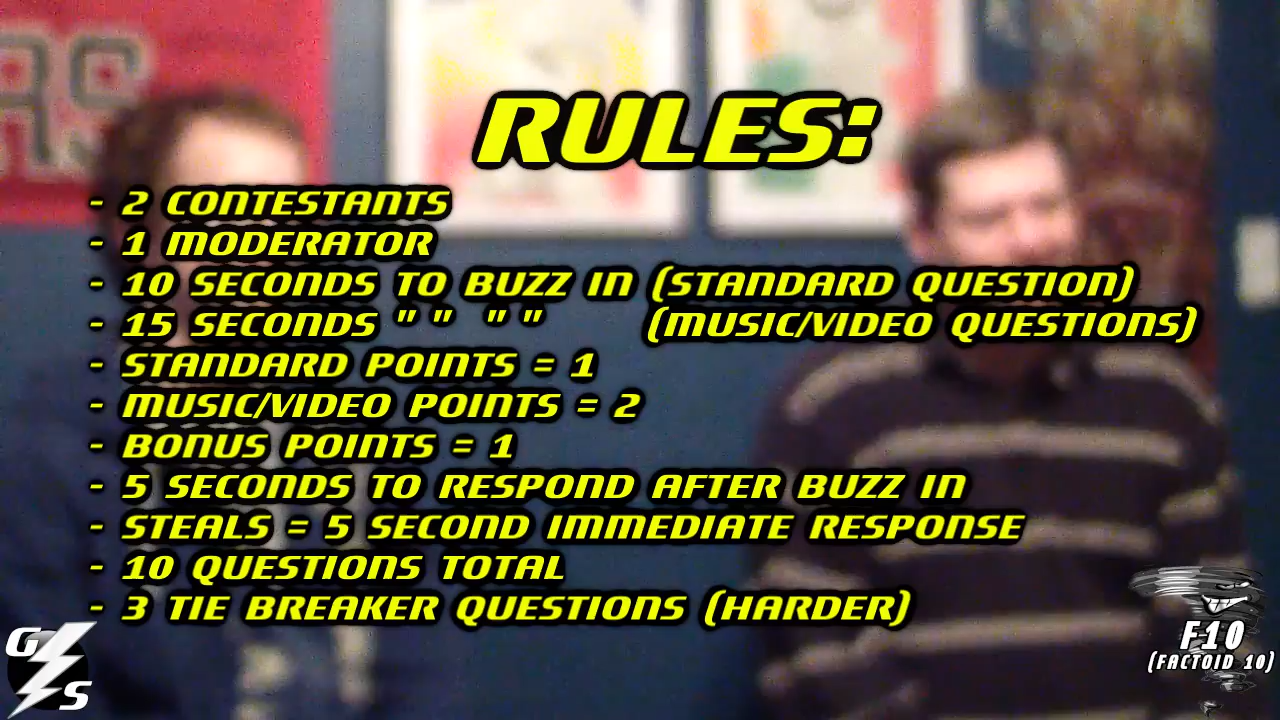 RULES:
- 2 CONTESTANTS
- 1 MODERATOR
- 10 SECONDS TO BUZZ IN (STANDARD QUESTION)
- 15 SECONDS " " " " (MUSIC/VIDEO QUESTIONS)
- STANDARD POINTS = 1
- MUSIC/VIDEO POINTS = 2
- BONUS POINTS = 1
- 5 SECONDS TO RESPOND AFTER BUZZ IN
- STEALS = 5 SECOND IMMEDIATE RESPONSE
- 10 QUESTIONS TOTAL
- 3 TIE BREAKER QUESTIONS (HARDER)
G S
F10
(FACTOID 10)